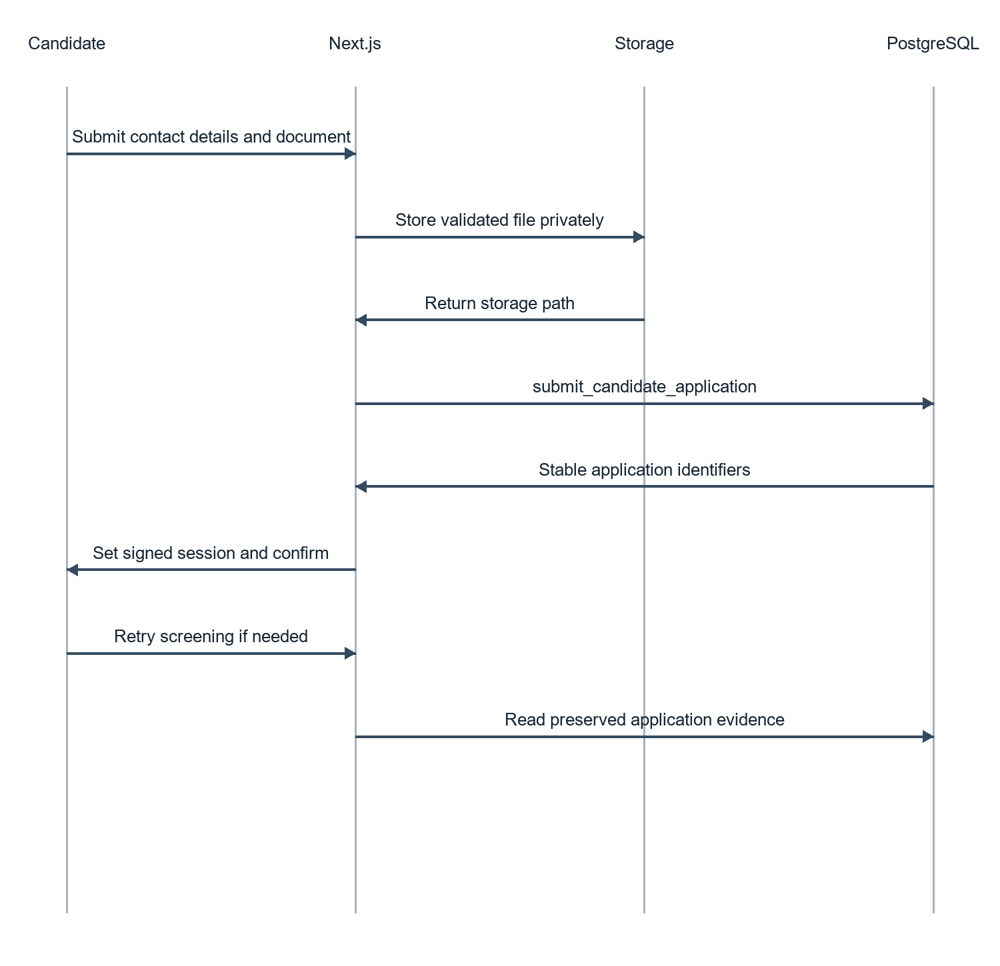 Candidate
Next.js
Storage
PostgreSQL
Submit contact details and document
Store validated file privately
Return storage path
submit_candidate_application
Stable application identifiers
Set signed session and confirm
Retry screening if needed
Read preserved application evidence